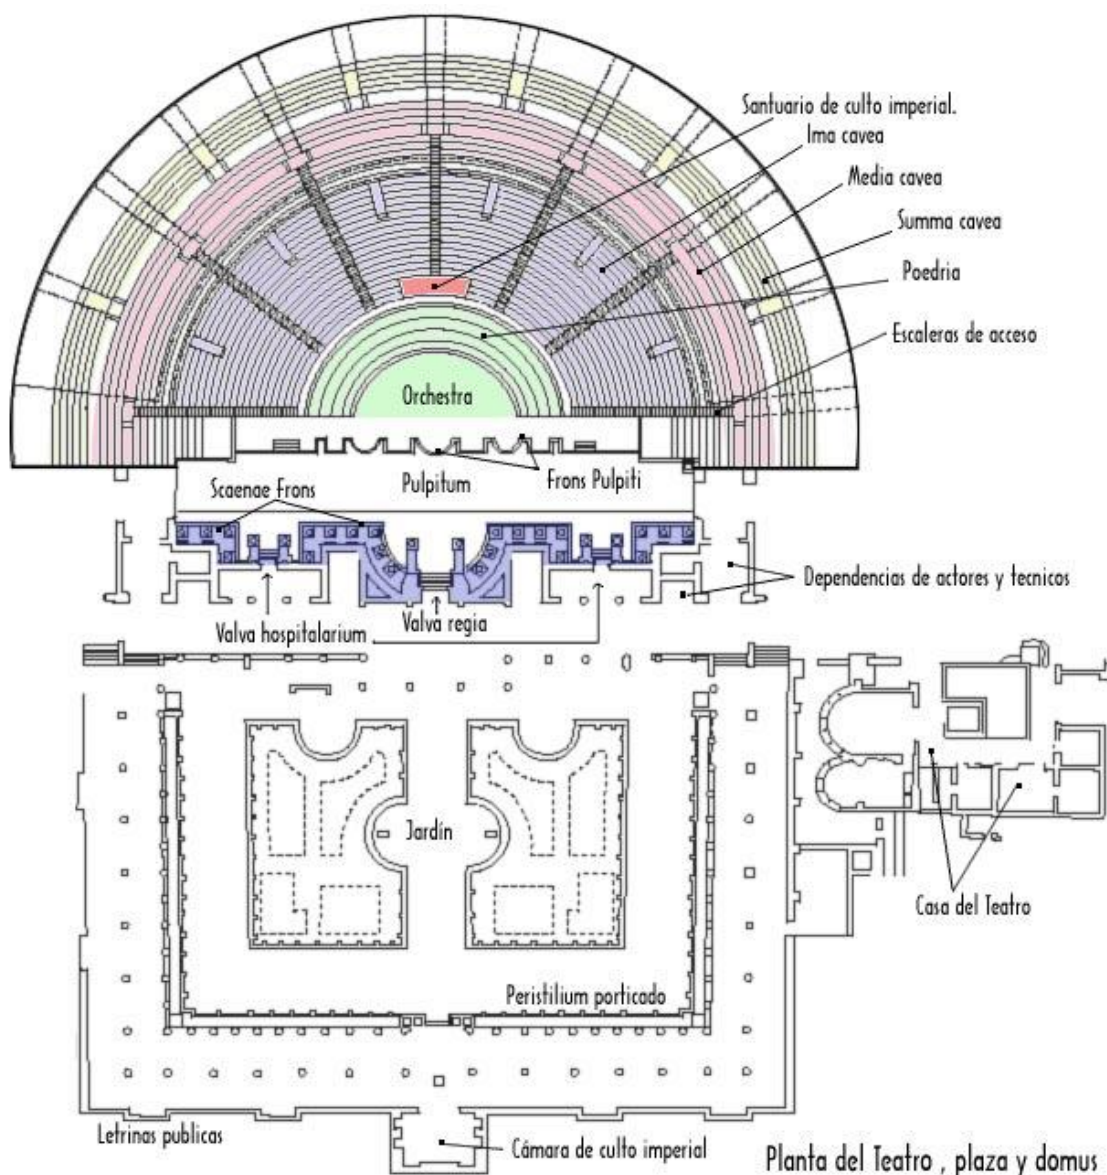 Santuario de culto imperial.
Ima cavea
Media cavea
Summa cavea
Poedria
Escaleras de acceso
Orchestra
Frons Pulpiti
Pulpitum
Scaenae Frons
Dependencias de actores y tecnicos
Valva hospitalarium
Valva regia
Jardín
Casa del Teatro
Peristilium porticado
Letrinas publicas
Cámara de culto imperial
Planta del Teatro , plaza y domus